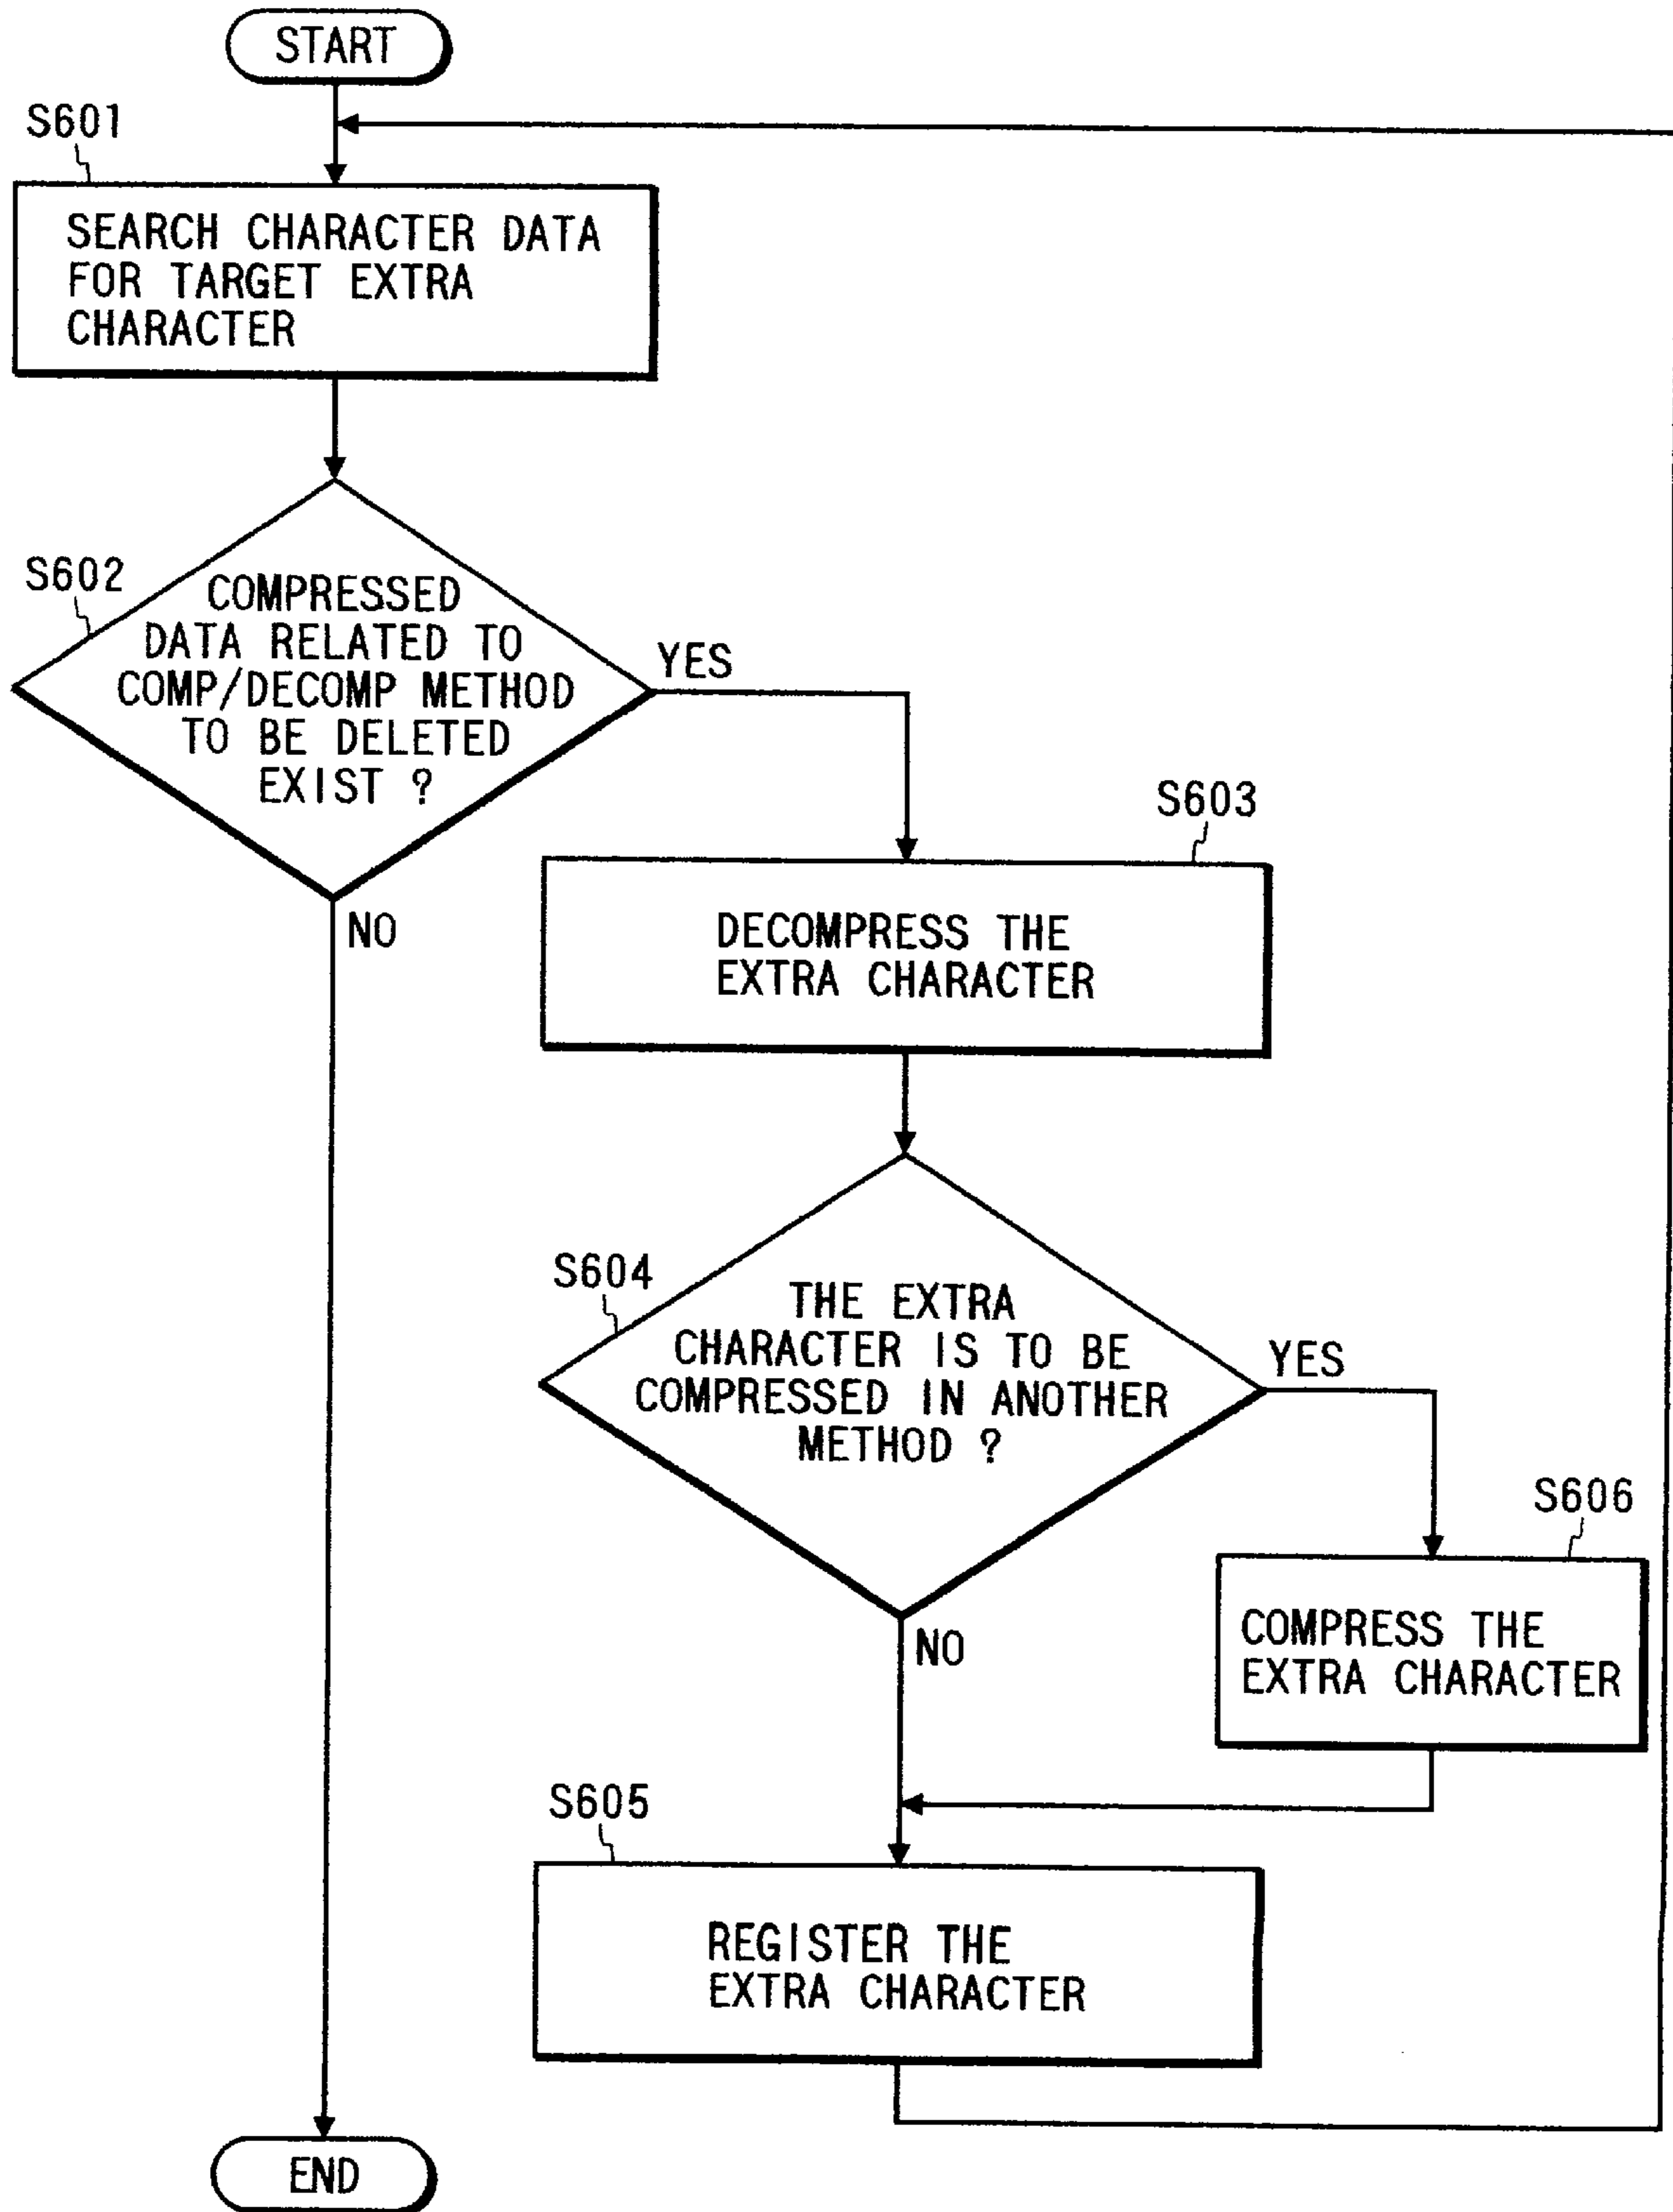 START
S601
SEARCH CHARACTER DATA
FOR TARGET EXTRA
CHARACTER
S602
COMPRESSED
DATA RELATED TO
COMP/DECOMP METHOD
TO BE DELETED
EXIST ?
YES
NO
S603
DECOMPRESS THE
EXTRA CHARACTER
S604
THE EXTRA
CHARACTER IS TO BE
COMPRESSED IN ANOTHER
METHOD ?
YES
NO
S606
COMPRESS THE
EXTRA CHARACTER
S605
REGISTER THE
EXTRA CHARACTER
END